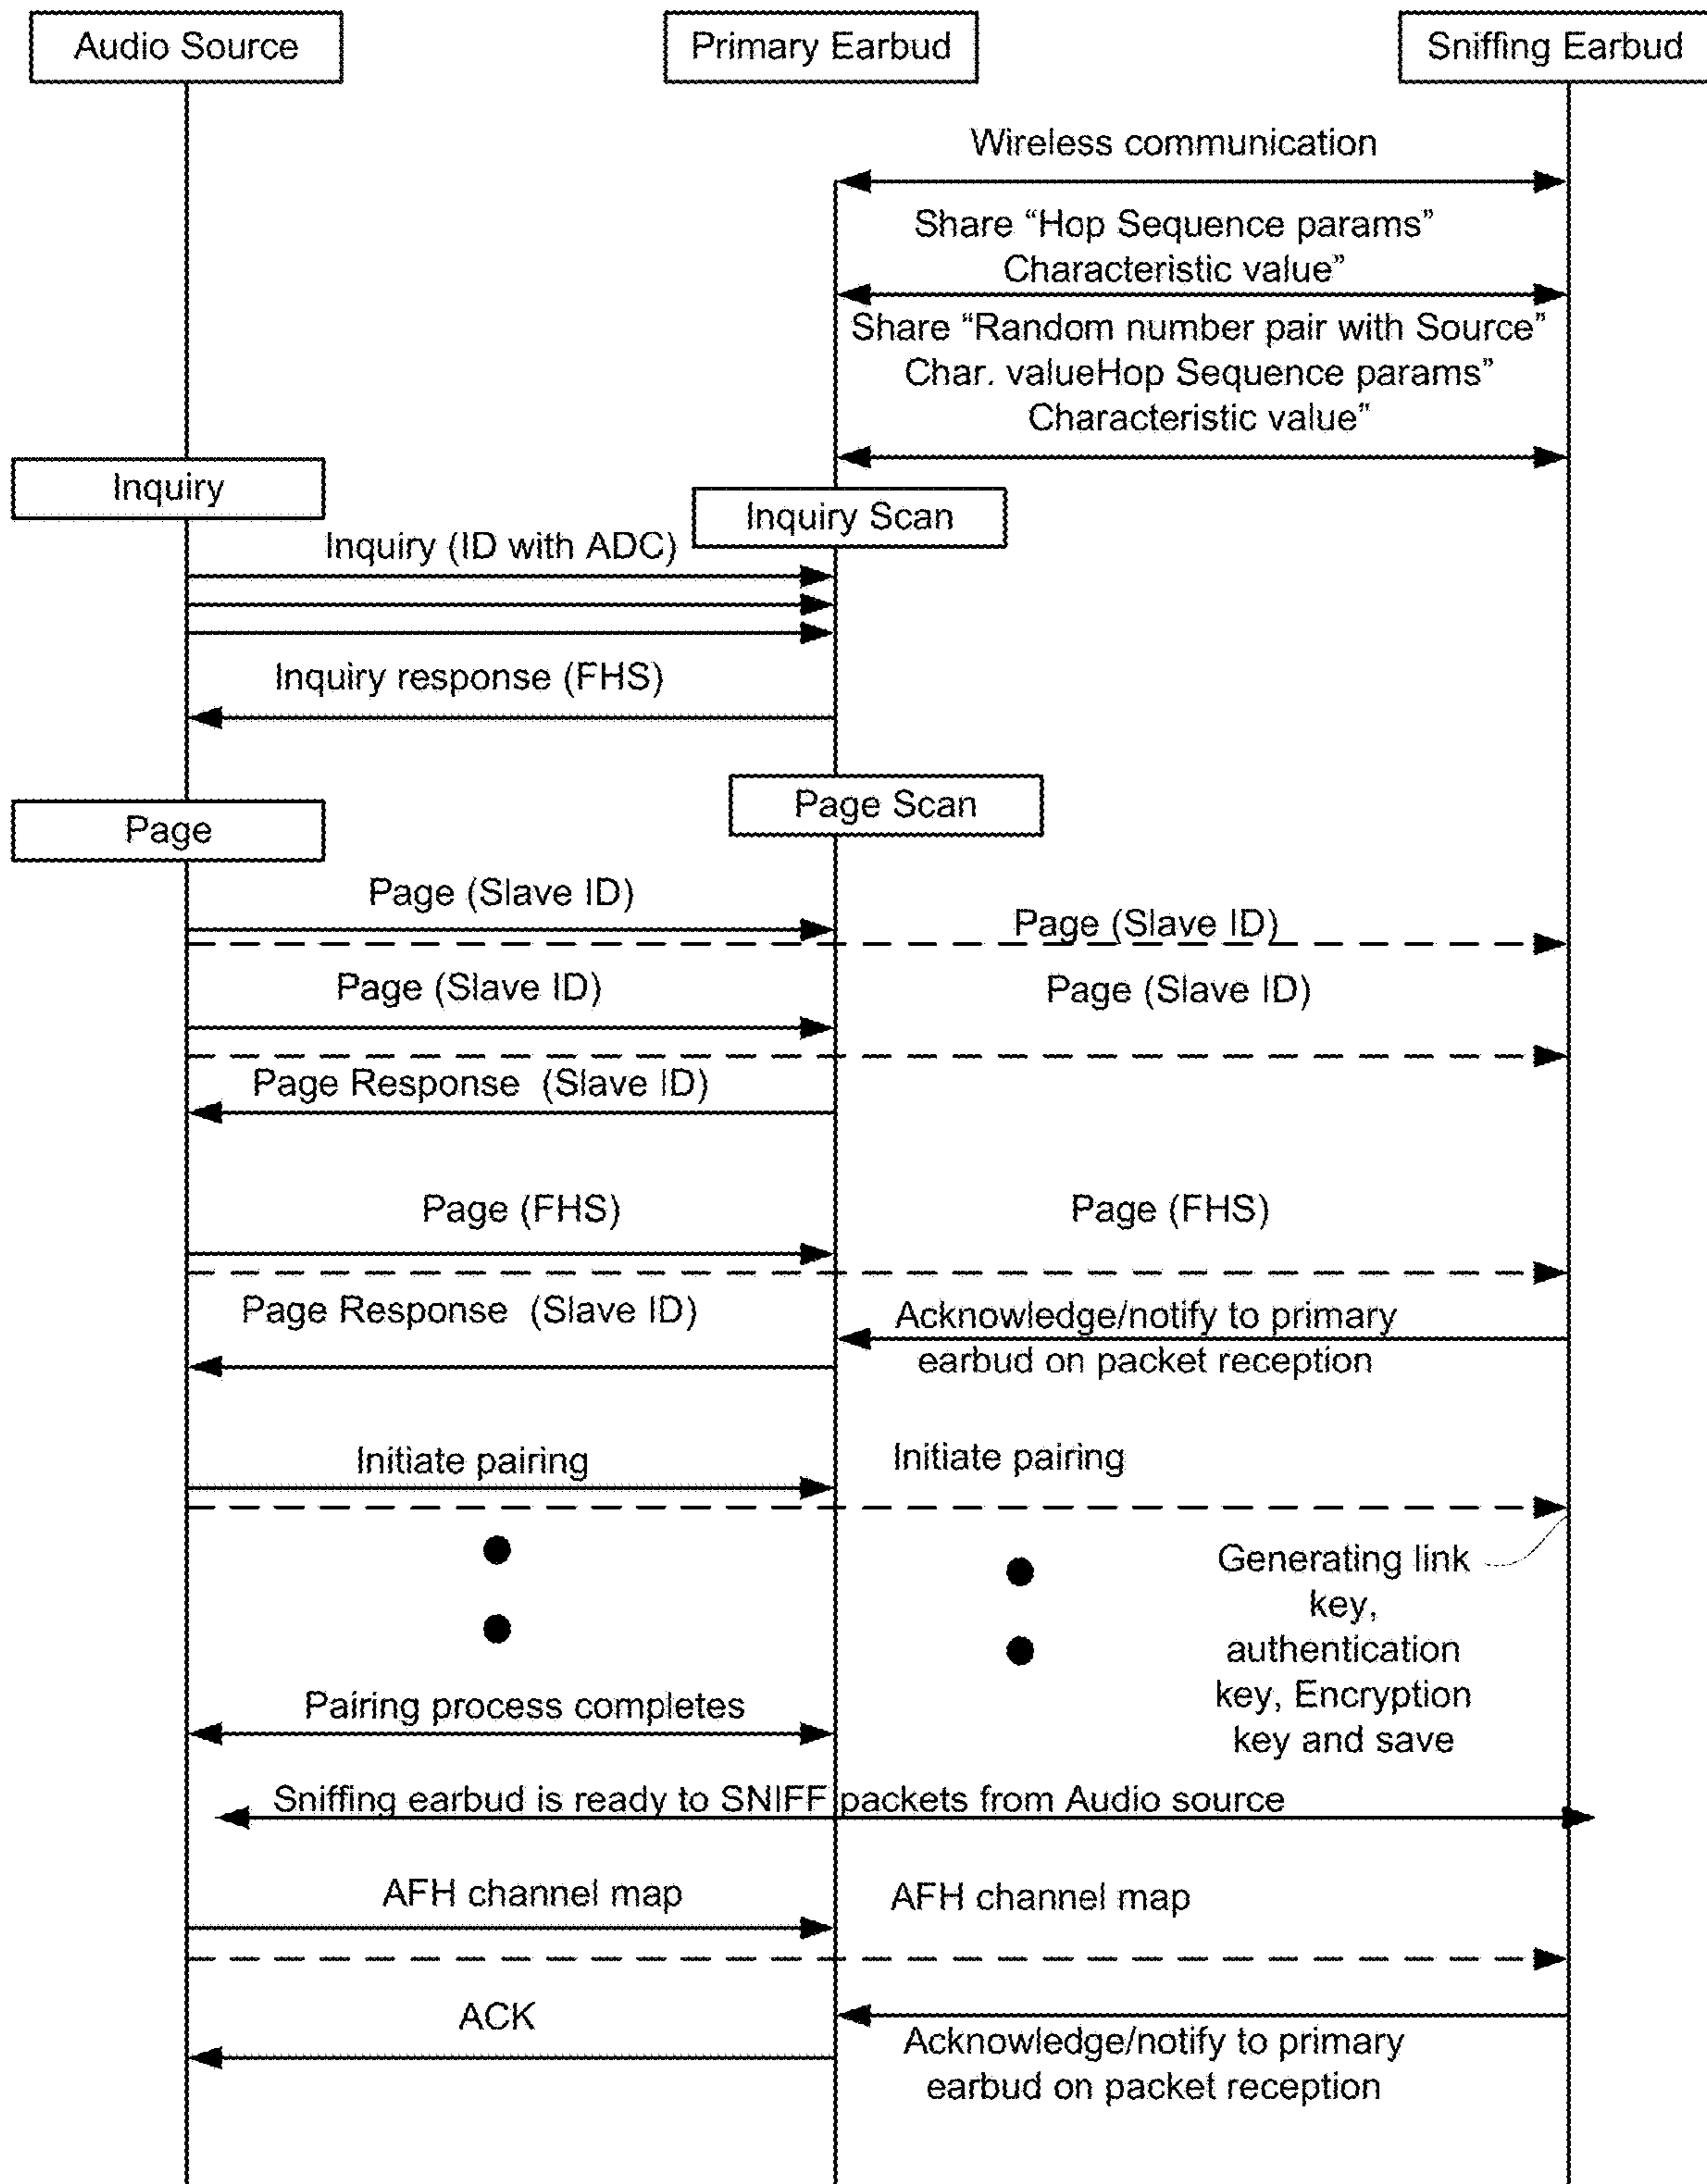 Audio Source
Primary Earbud
Sniffing Earbud
Wireless communication
Share “Hop Sequence params”
Characteristic value”
Share “Random number pair with Source”
Char. valueHop Sequence params”
Characteristic value”
Inquiry
Inquiry Scan
Inquiry (ID with ADC)
Inquiry response (FHS)
Page Scan
Page
Page (Slave ID)
Page (Slave ID)
Page (Slave ID)
Page (Slave ID)
Page Response (Slave ID)
Page (FHS)
Page (FHS)
Page Response (Slave ID)
Acknowledge/notify to primary
earbud on packet reception
Initiate pairing
Initiate pairing
Generating link
key,
authentication
key, Encryption
key and save
Pairing process completes
Sniffing earbud is ready to SNIFF packets from Audio source
AFH channel map
AFH channel map
ACK
Acknowledge/notify to primary
earbud on packet reception